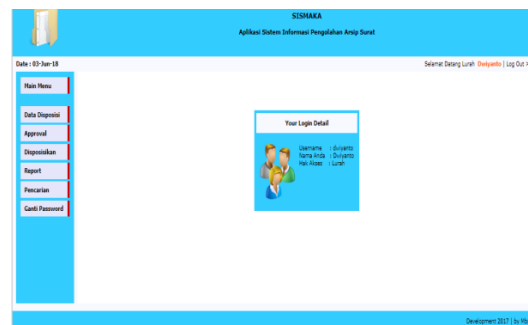 SISMAKA
Aplikasi Sistem Informasi Pengolahan Arsip Surat
Date : 03-Jun-18
Selamat Datang Lurah Dwiyanto | Log Out
Main Menu
Data Disposisi
Approval
Disposisikan
Report
Pencarian
Ganti Password
Your Login Detail
Username : dwiyanto
Nama Anda : Dwiyanto
Hak Akses : Lurah
Development 2017 | by